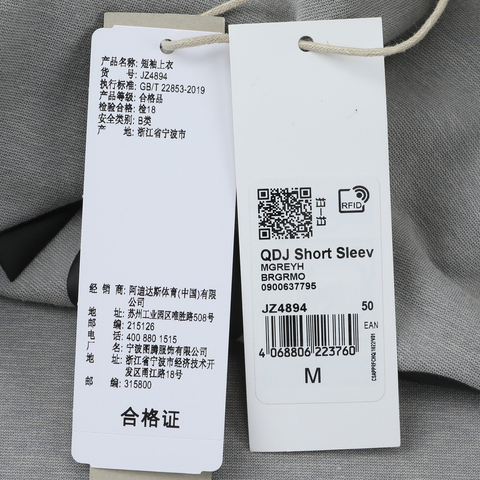 产品名称: 短袖上衣
货 号: JZ4894
执行标准: GB/T 22853-2019
产品等级: 合格品
检验合格: 检18
安全类别: B类
产 地: 浙江省宁波市
经 销 商: 阿迪达斯体育(中国)有限
公司
地址: 苏州工业园区唯胜路508号
邮编: 215126
电话: 400 880 1515
厂 名: 宁波图腾服饰有限公司
地址: 浙江省宁波市经济技术开
发区甬江路18号
邮编: 315800
合格证
RFID
QDJ Short Sleev
MGREYH
BRGRMO
0900637795
JZ4894 50
EAN
4 068806 223760
M